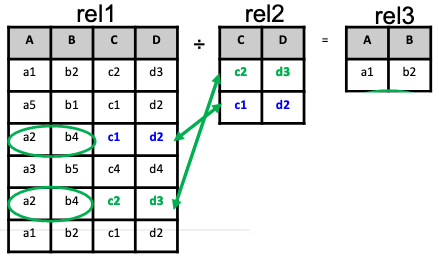 rel1 rel2 rel3
A B C D ÷ C D = A B
a1 b2 c2 d3 c2 d3 a1 b2
a5 b1 c1 d2 c1 d2
a2 b4 c1 d2
a3 b5 c4 d4
a2 b4 c2 d3
a1 b2 c1 d2